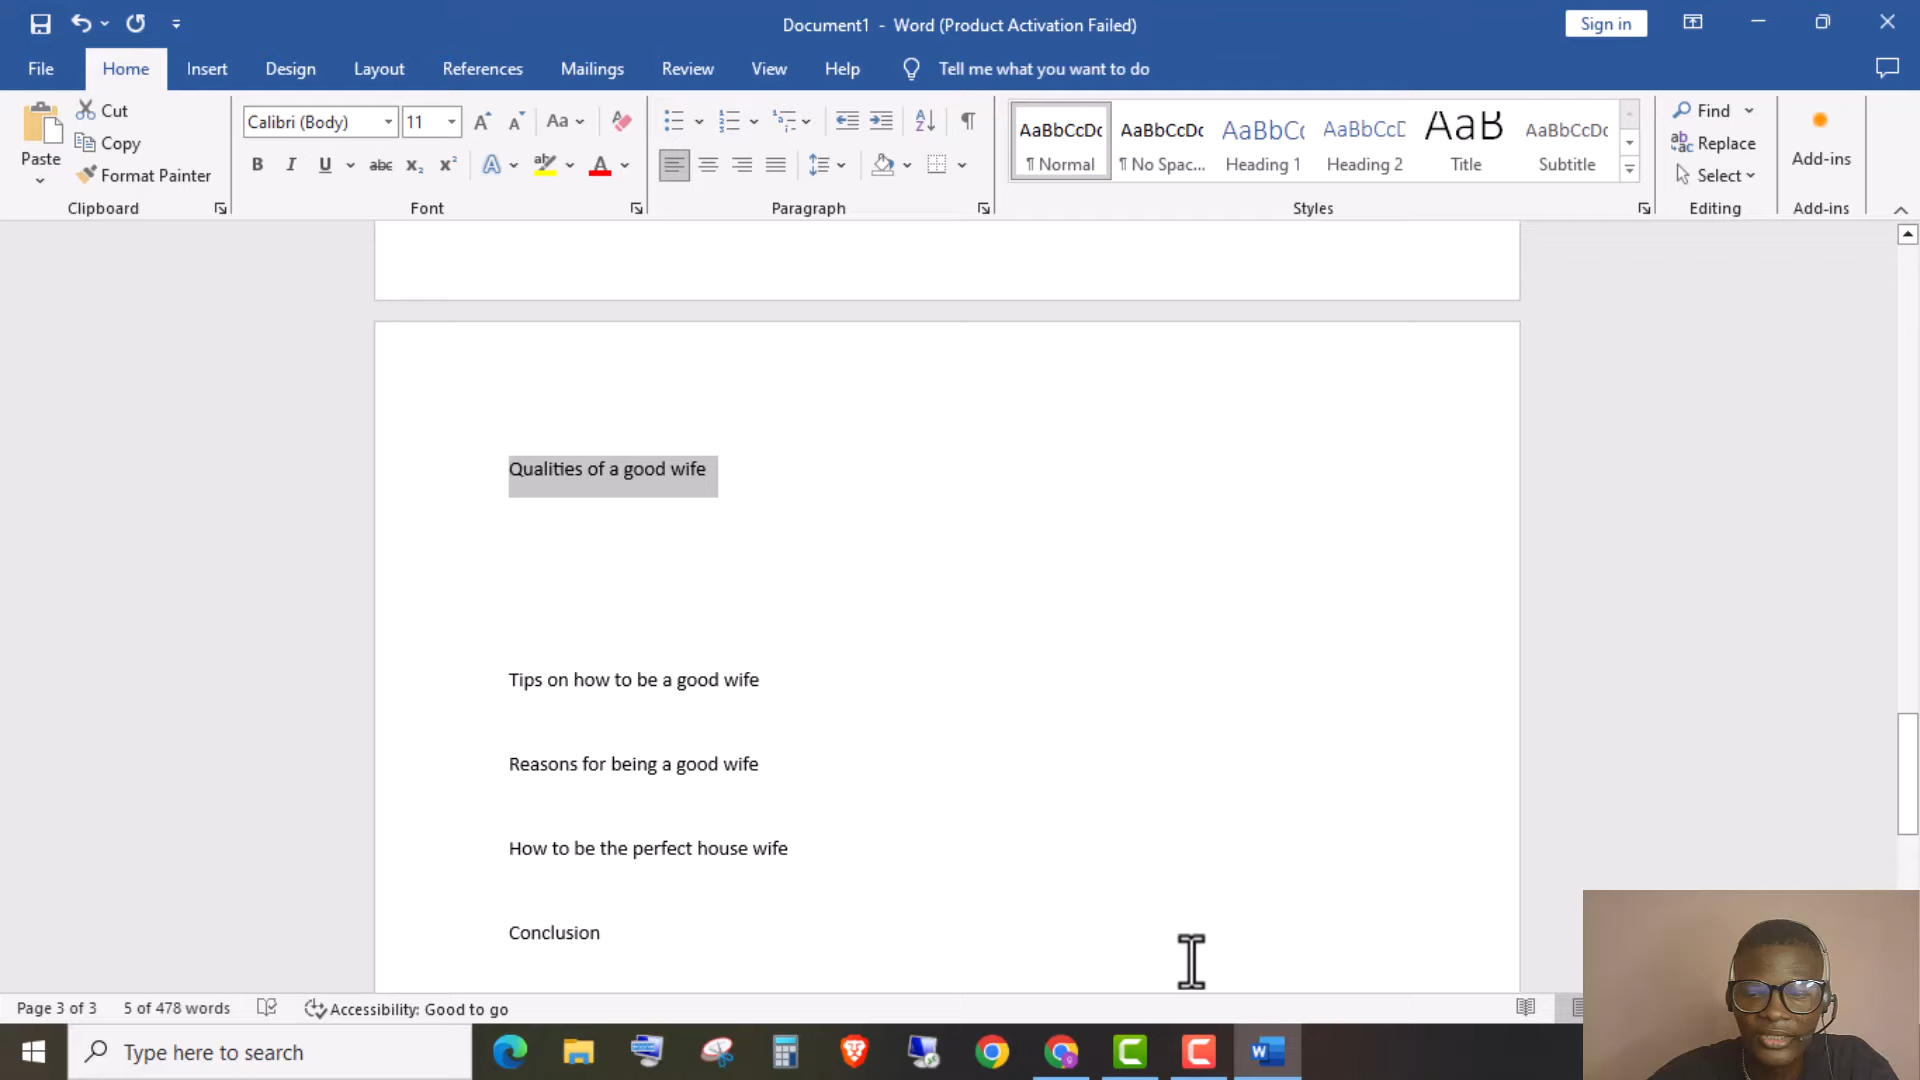 Document1 - Word (Product Activation Failed)
Sign in
File Home Insert Design Layout References Mailings Review View Help Tell me what you want to do
Paste
Cut
Copy
Format Painter
Clipboard
Calibri (Body) 11
Aa
B I U abc x₂ x² A A
Font
Paragraph
AaBbCcDc AaBbCcDc AaBbCc AaBbCcD AaB AaBbCcDc
¶ Normal ¶ No Spac... Heading 1 Heading 2 Title Subtitle
Styles
Find
Replace
Select
Editing
Add-ins
Add-ins
Qualities of a good wife
Tips on how to be a good wife
Reasons for being a good wife
How to be the perfect house wife
Conclusion
Page 3 of 3 5 of 478 words Accessibility: Good to go
Type here to search